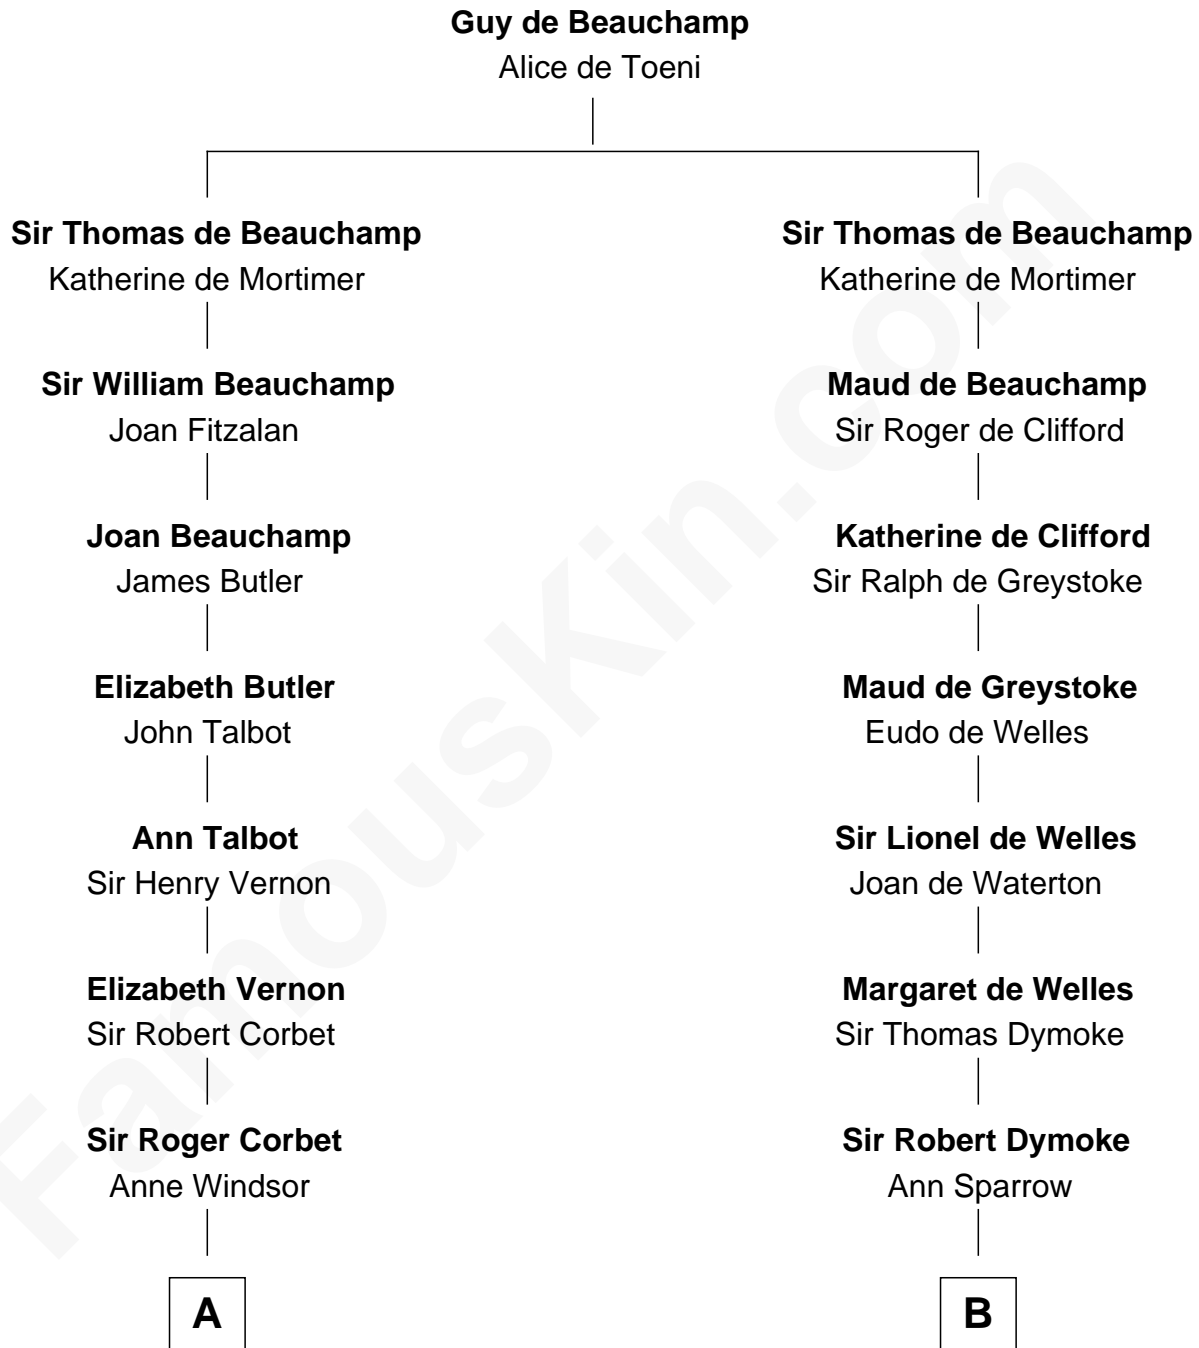 Guy de Beauchamp
Alice de Toeni
Sir Thomas de Beauchamp
Katherine de Mortimer
Sir William Beauchamp
Joan Fitzalan
Joan Beauchamp
James Butler
Elizabeth Butler
John Talbot
Ann Talbot
Sir Henry Vernon
Elizabeth Vernon
Sir Robert Corbet
Sir Roger Corbet
Anne Windsor
A
Sir Thomas de Beauchamp
Katherine de Mortimer
Maud de Beauchamp
Sir Roger de Clifford
Katherine de Clifford
Sir Ralph de Greystoke
Maud de Greystoke
Eudo de Welles
Sir Lionel de Welles
Joan de Waterton
Margaret de Welles
Sir Thomas Dymoke
Sir Robert Dymoke
Ann Sparrow
B
FamousKin.com